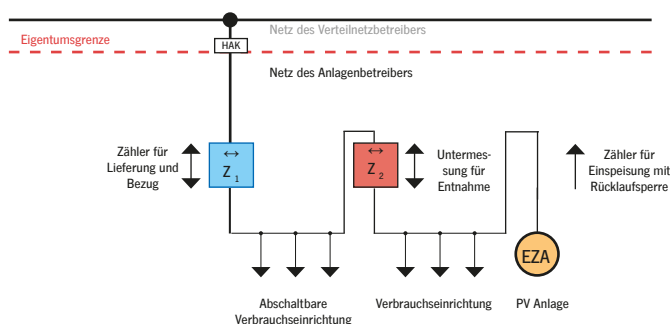 Netz des Verteilnetzbetreibers
Eigentumsgrenze
HAK
Netz des Anlagenbetreibers
Zähler für
Lieferung und
Bezug
↔
Z 1
↔
Z 2
Untermes-
sung für
Entnahme
Zähler für
Einspeisung mit
Rücklaufsperre
EZA
Abschaltbare
Verbrauchseinrichtung
Verbrauchseinrichtung
PV Anlage